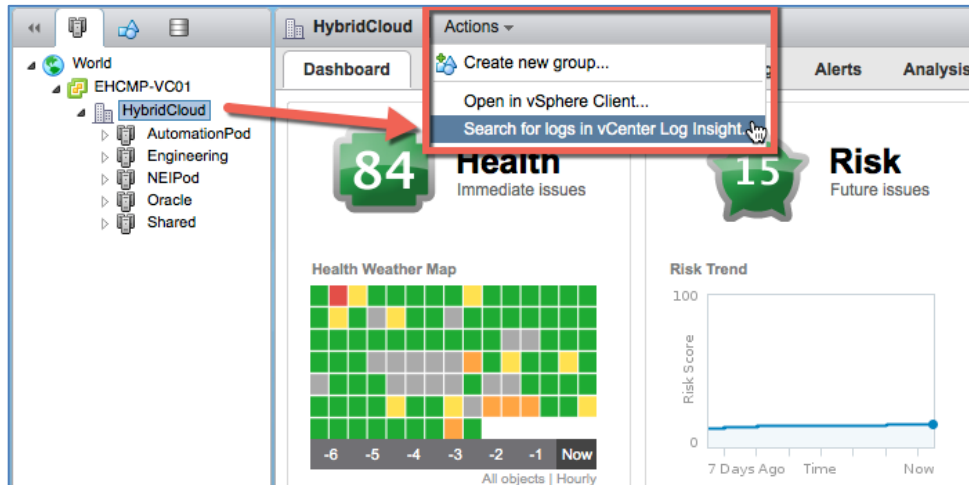 World
EHCMP-VC01
HybridCloud
AutomationPod
Engineering
NEIPod
Oracle
Shared
HybridCloud Actions
Create new group...
Open in vSphere Client...
Search for logs in vCenter Log Insight...
Dashboard Alerts Analysis
84 Health
Immediate issues
15 Risk
Future issues
Health Weather Map
-6 -5 -4 -3 -2 -1 Now
All objects | Hourly
Risk Trend
100
Risk Score
0
7 Days Ago Time Now